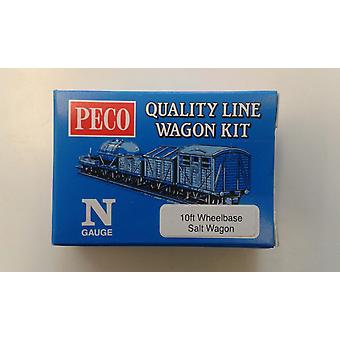 PECO
QUALITY LINE
WAGON KIT
N
GAUGE
10ft Wheelbase
Salt Wagon